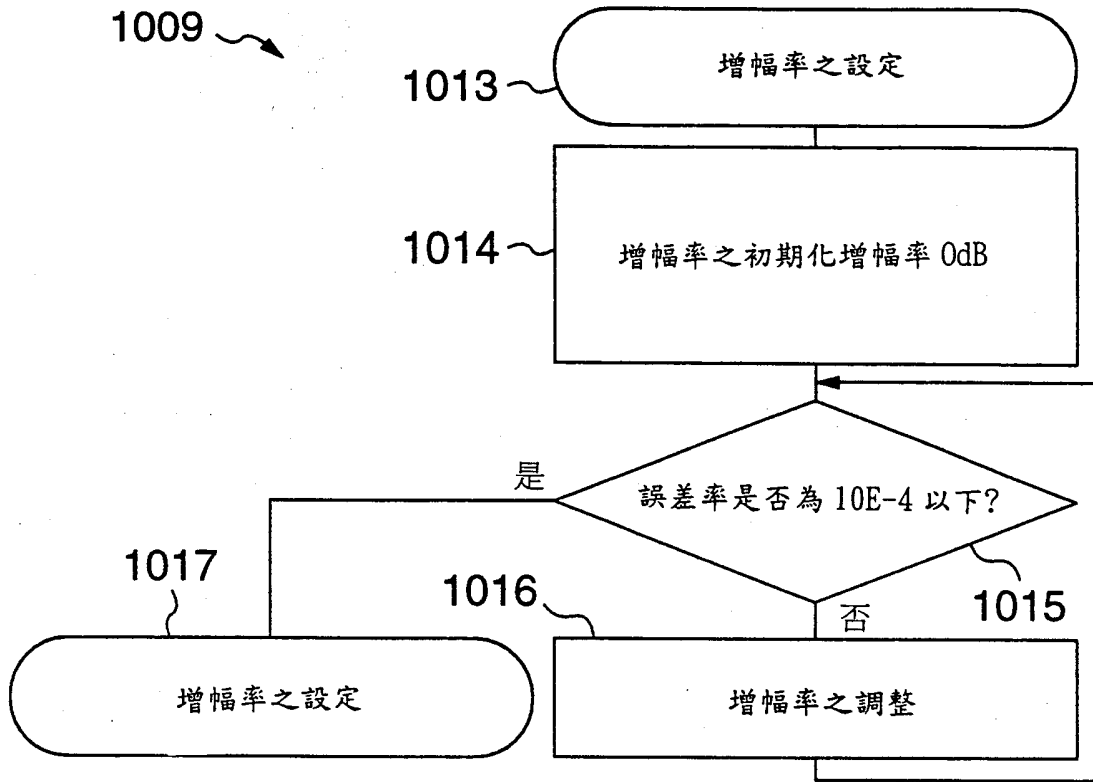 1009
1013
增幅率之設定
1014
增幅率之初期化增幅率 0dB
是
誤差率是否為 10E-4 以下?
1015
1017
1016
否
增幅率之設定
增幅率之調整